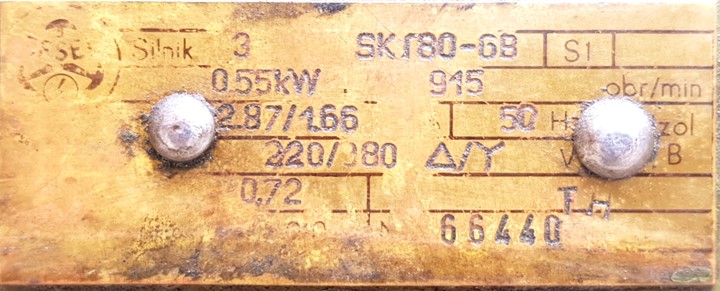 Silnik 3 SKf80-6B S1
0.55kW 915 obr/min
2.87/1.66 50
220/380 Δ/Y B
0,72
66440